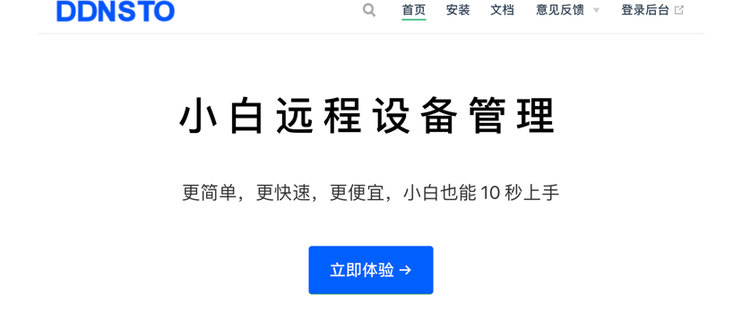 DDNSTO 首页 安装 文档 意见反馈 登录后台
小白远程设备管理
更简单，更快速，更便宜，小白也能 10 秒上手
立即体验 →